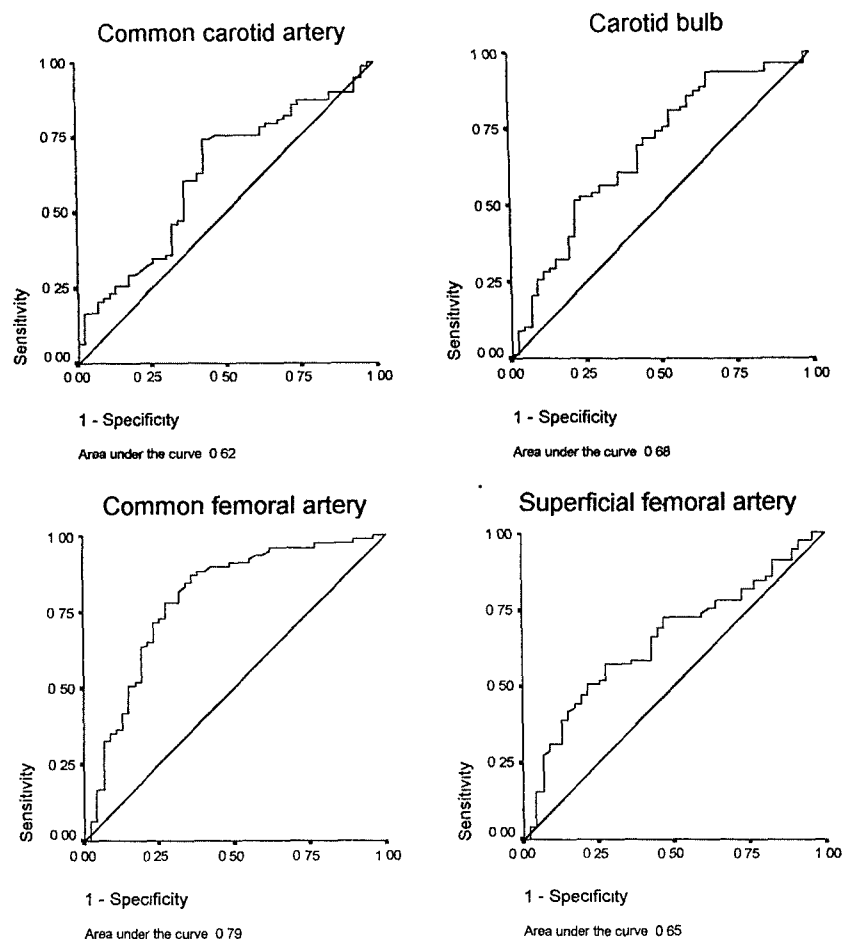 Common carotid artery
1 00
0 75
0 50
0 25
0 00
Sensitivity
0 00 0 25 0 50 0 75 1 00
1 - Specificity
Area under the curve 0 62
Carotid bulb
1 00
0 75
0 50
0 25
0 00
Sensitivity
0 00 0 25 0 50 0 75 1 00
1 - Specificity
Area under the curve 0 68
Common femoral artery
1 00
0 75
0 50
0 25
0 00
Sensitivity
0 00 0 25 0 50 0 75 1 00
1 - Specificity
Area under the curve 0 79
Superficial femoral artery
1 00
0 75
0 50
0 25
0 00
Sensitivity
0 00 0 25 0 50 0 75 1 00
1 - Specificity
Area under the curve 0 65